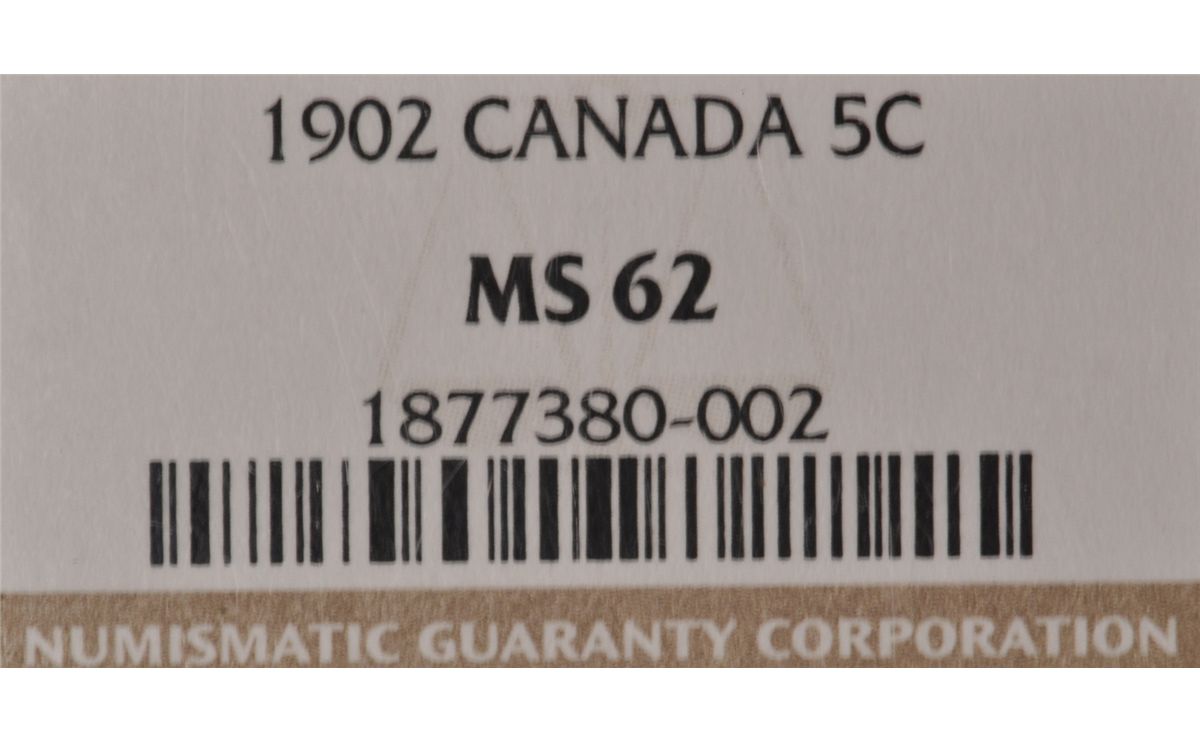 1902 CANADA 5C
MS 62
1877380-002
NUMISMATIC GUARANTY CORPORATION